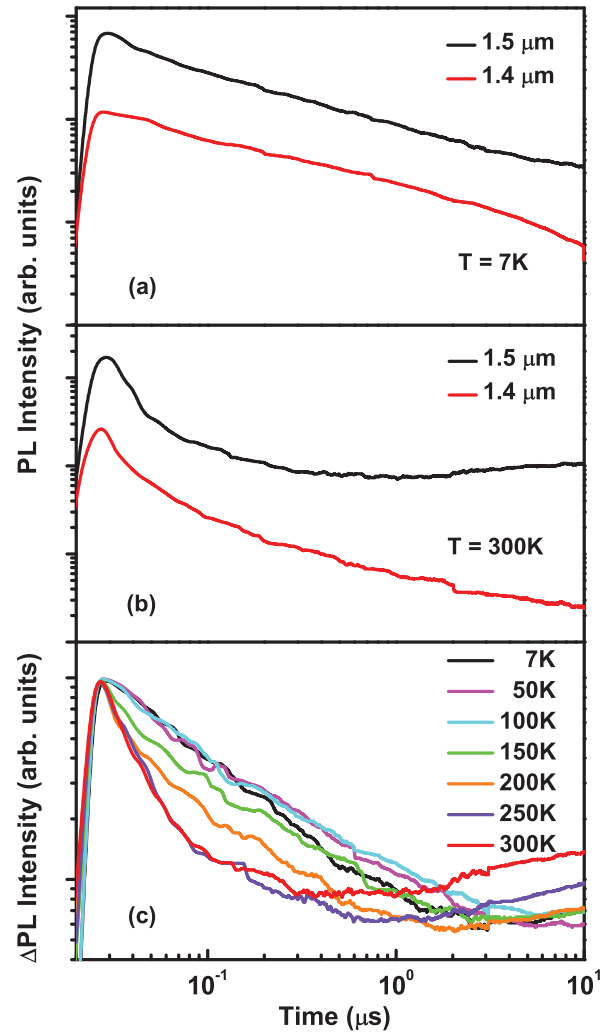 1.5 μm
1.4 μm
T = 7K
(a)
PL Intensity (arb. units)
1.5 μm
1.4 μm
T = 300K
(b)
7K
50K
100K
150K
200K
250K
300K
ΔPL Intensity (arb. units)
(c)
10⁻¹ 10⁰ 10¹
Time (μs)